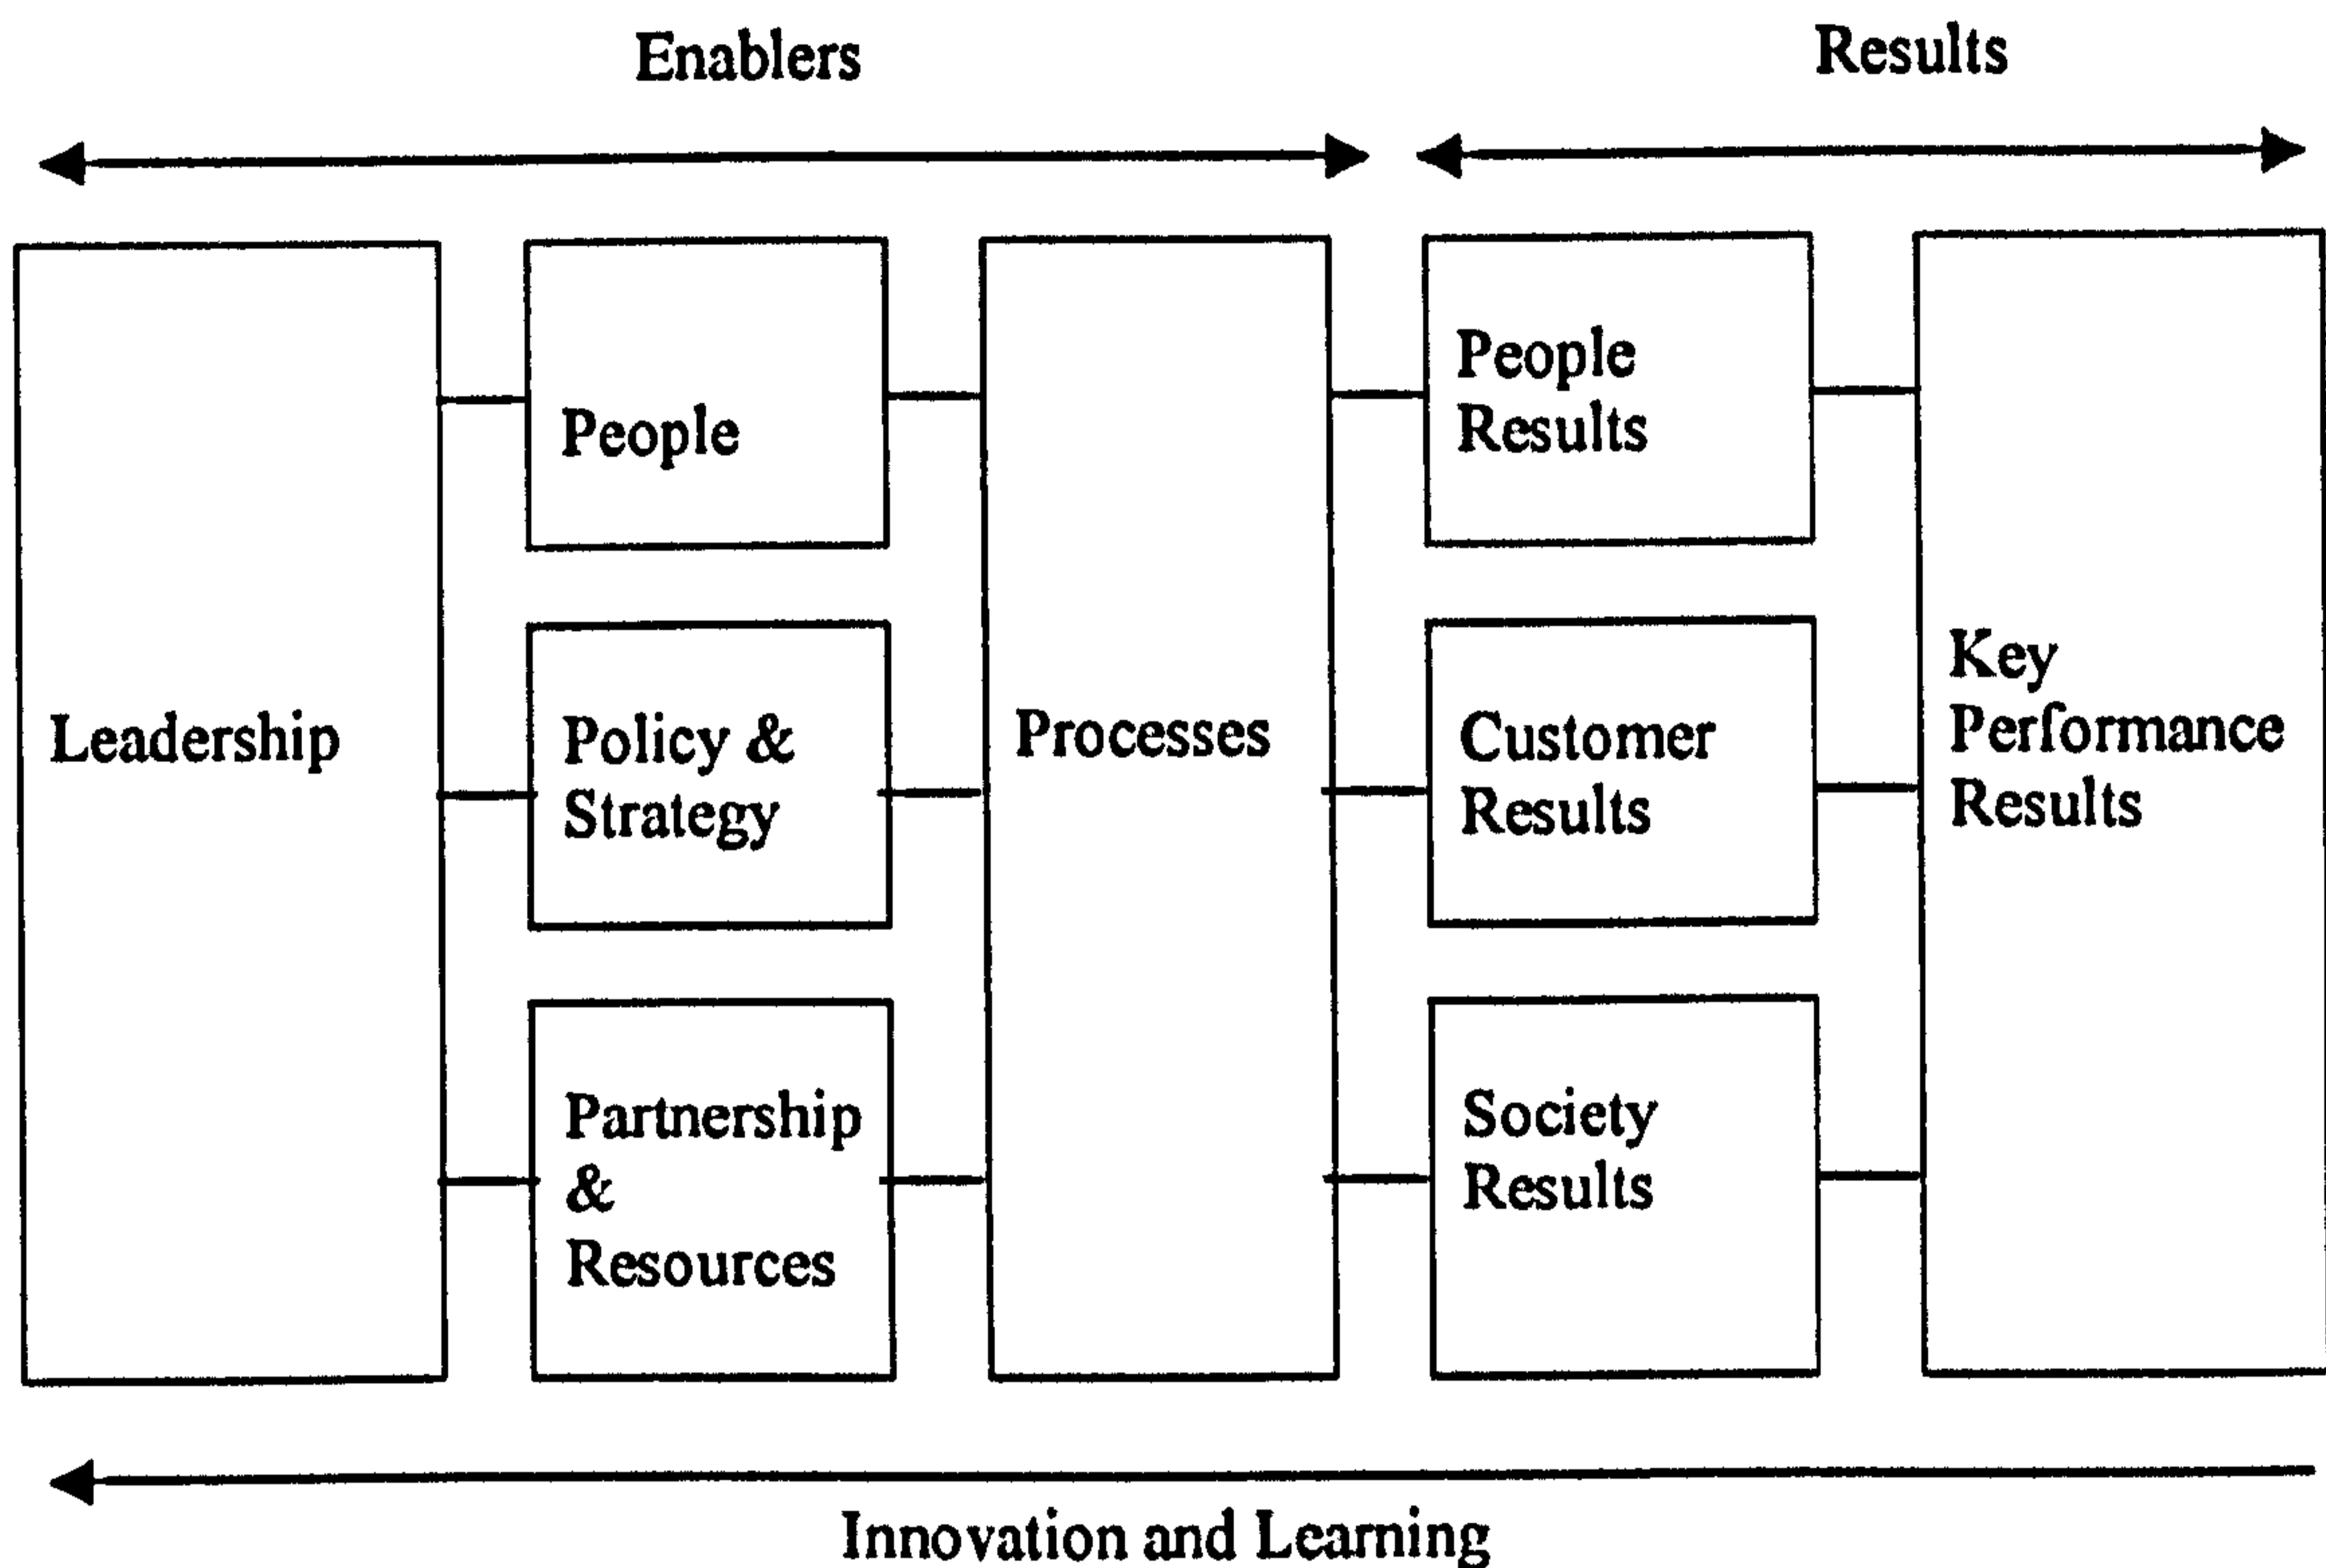 Enablers
Results
Leadership
People
Policy &
Strategy
Partnership
&
Resources
Processes
People
Results
Customer
Results
Society
Results
Key
Performance
Results
Innovation and Learning